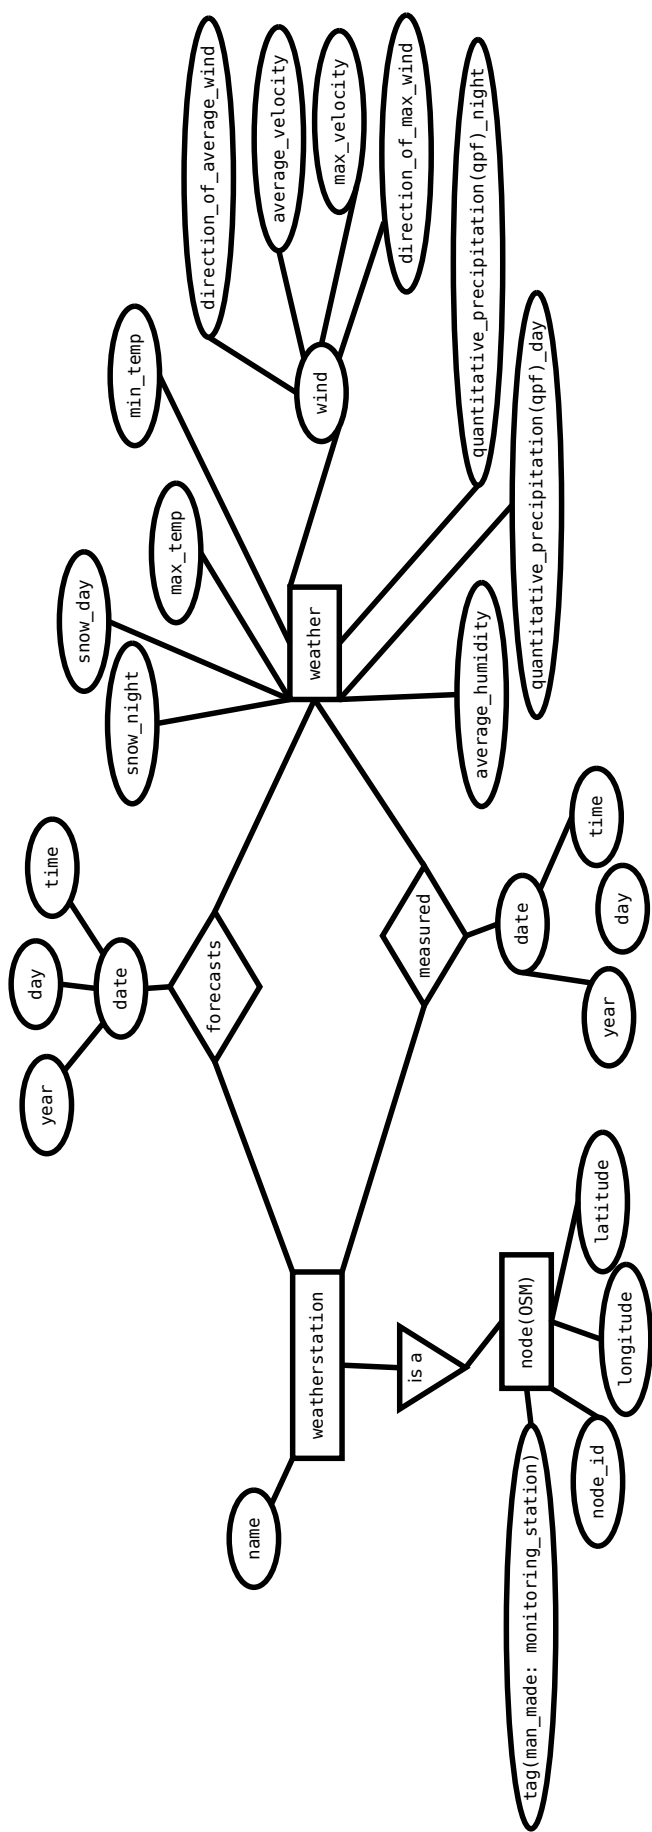 name
weatherstation
is a
node(OSM)
tag(man_made: monitoring_station)
node_id
longitude
latitude
year
day
time
date
forecasts
measured
date
year
day
time
snow_night
snow_day
max_temp
min_temp
weather
average_humidity
quantitative_precipitation(qpf)_day
quantitative_precipitation(qpf)_night
wind
direction_of_average_wind
average_velocity
max_velocity
direction_of_max_wind